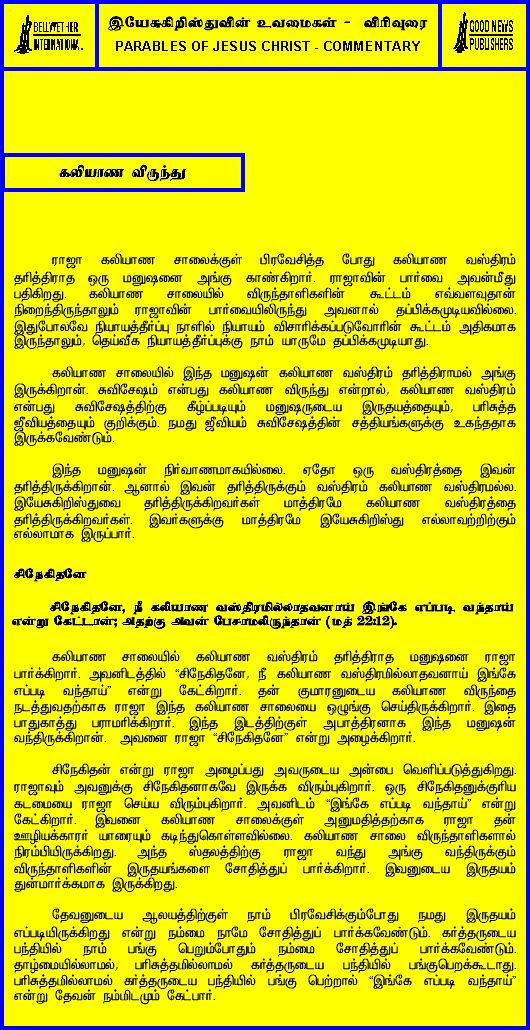 BELLWETHER
INTERNATIONAL
இயேசுகிறிஸ்துவின் உவமைகள் - விரிவுரை
PARABLES OF JESUS CHRIST - COMMENTARY
GOOD NEWS
PUBLISHERS
கலியாண விருந்து
ராஜா கலியாண சாலைக்குள் பிரவேசித்த போது கலியாண வஸ்திரம்
தரித்திராத ஒரு மனுஷனை அங்கு காண்கிறார். ராஜாவின் பார்வை அவன்மீது
பதிகிறது. கலியாண சாலையில் விருந்தாளிகளின் கூட்டம் எவ்வளவுதான்
நிறைந்திருந்தாலும் ராஜாவின் பார்வையிலிருந்து அவனால் தப்பிக்கமுடியவில்லை.
இதுபோலவே நியாயத்தீர்ப்பு நாளில் நியாயம் விசாரிக்கப்படுவோரின் கூட்டம் அதிகமாக
இருந்தாலும், தெய்வீக நியாயத்தீர்ப்புக்கு நாம் யாருமே தப்பிக்கமுடியாது.
கலியாண சாலையில் இந்த மனுஷன் கலியாண வஸ்திரம் தரித்திராமல் அங்கு
இருக்கிறான். சுவிசேஷம் என்பது கலியாண விருந்து என்றால், கலியாண வஸ்திரம்
என்பது சுவிசேஷத்திற்கு கீழ்ப்படியும் மனுஷருடைய இருதயத்தையும், பரிசுத்த
ஜீவியத்தையும் குறிக்கும். நமது ஜீவியம் சுவிசேஷத்தின் சத்தியங்களுக்கு உகந்ததாக
இருக்கவேண்டும்.
இந்த மனுஷன் நிர்வாணமாகயில்லை. ஏதோ ஒரு வஸ்திரத்தை இவன்
தரித்திருக்கிறான். ஆனால் இவன் தரித்திருக்கும் வஸ்திரம் கலியாண வஸ்திரமல்ல.
இயேசுகிறிஸ்துவை தரித்திருக்கிறவர்கள் மாத்திரமே கலியாண வஸ்திரத்தை
தரித்திருக்கிறவர்கள். இவர்களுக்கு மாத்திரமே இயேசுகிறிஸ்து எல்லாவற்றிற்கும்
எல்லாமாக இருப்பார்.
சிநேகிதனே
சிநேகிதனே, நீ கலியாண வஸ்திரமில்லாதவனாய் இங்கே எப்படி வந்தாய்
என்று கேட்டான்; அதற்கு அவன் பேசாமலிருந்தான் (மத் 22:12).
கலியாண சாலையில் கலியாண வஸ்திரம் தரித்திராத மனுஷனை ராஜா
பார்க்கிறார். அவனிடத்தில் “சிநேகிதனே, நீ கலியாண வஸ்திரமில்லாதவனாய் இங்கே
எப்படி வந்தாய்” என்று கேட்கிறார். தன் குமாரனுடைய கலியாண விருந்தை
நடத்துவதற்காக ராஜா இந்த கலியாண சாலையை ஒழுங்கு செய்திருக்கிறார். இதை
பாதுகாத்து பராமரிக்கிறார். இந்த இடத்திற்குள் அபாத்திரனாக இந்த மனுஷன்
வந்திருக்கிறான். அவனை ராஜா “சிநேகிதனே” என்று அழைக்கிறார்.
சிநேகிதன் என்று ராஜா அழைப்பது அவருடைய அன்பை வெளிப்படுத்துகிறது.
ராஜாவும் அவனுக்கு சிநேகிதனாகவே இருக்க விரும்புகிறார். ஒரு சிநேகிதனுக்குரிய
கடமையை ராஜா செய்ய விரும்புகிறார். அவனிடம் “இங்கே எப்படி வந்தாய்” என்று
கேட்கிறார். இவனை கலியாண சாலைக்குள் அனுமதித்தற்காக ராஜா தன்
ஊழியக்காரர் யாரையும் கடிந்துகொள்ளவில்லை. கலியாண சாலை விருந்தாளிகளால்
நிரம்பியிருக்கிறது. அந்த ஸ்தலத்திற்கு ராஜா வந்து அங்கு வந்திருக்கும்
விருந்தாளிகளின் இருதயங்களை சோதித்துப் பார்க்கிறார். இவனுடைய இருதயம்
துன்மார்க்கமாக இருக்கிறது.
தேவனுடைய ஆலயத்திற்குள் நாம் பிரவேசிக்கும்போது நமது இருதயம்
எப்படியிருக்கிறது என்று நம்மை நாமே சோதித்துப் பார்க்கவேண்டும். கர்த்தருடைய
பந்தியில் நாம் பங்கு பெறும்போதும் நம்மை சோதித்துப் பார்க்கவேண்டும்.
தாழ்மையில்லாமல், பரிசுத்தமில்லாமல் கர்த்தருடைய பந்தியில் பங்குபெறக்கூடாது.
பரிசுத்தமில்லாமல் கர்த்தருடைய பந்தியில் பங்கு பெற்றால் “இங்கே எப்படி வந்தாய்”
என்று தேவன் நம்மிடமும் கேட்பார்.